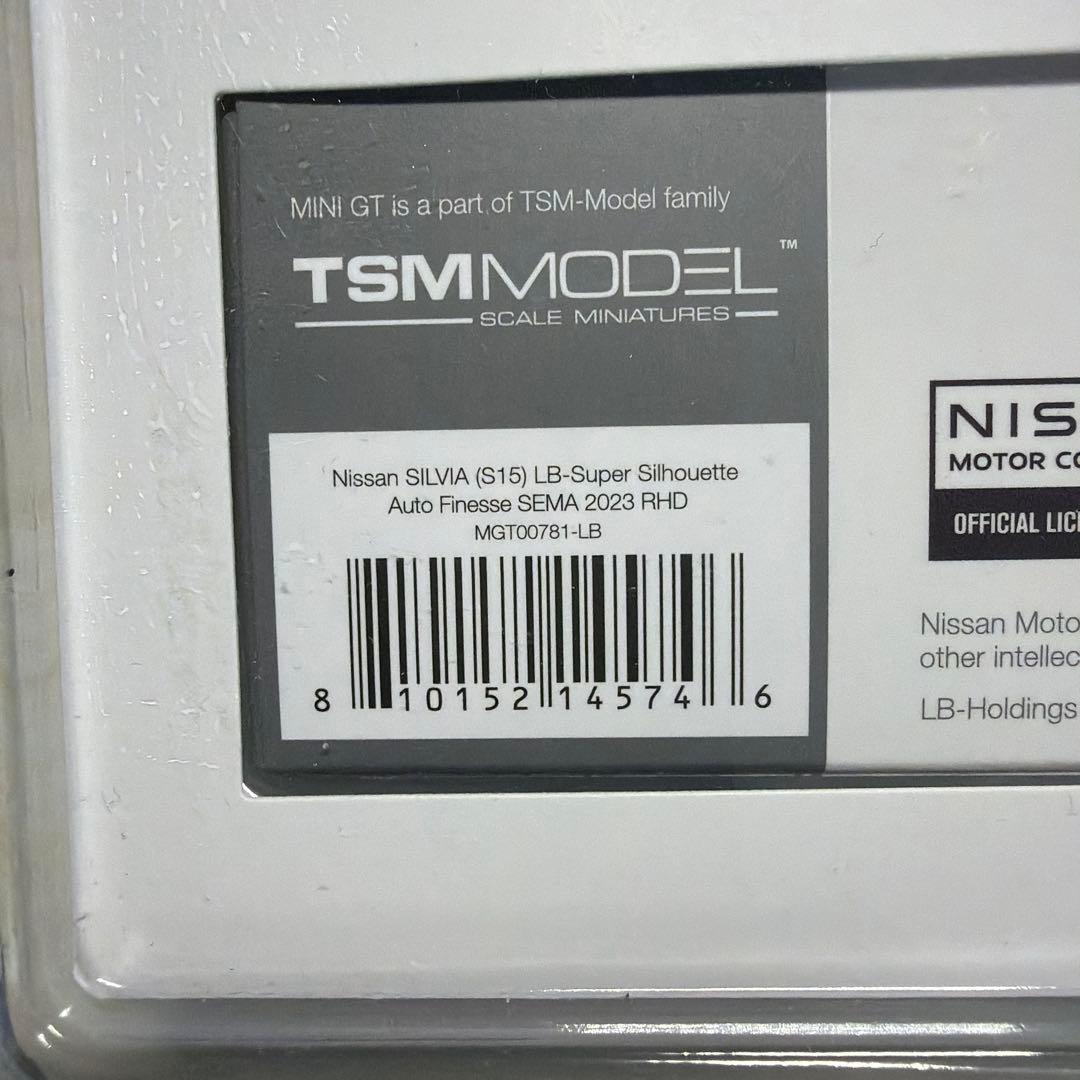 MINI GT is a part of TSM-Model family
TSMMODEL™
SCALE MINIATURES
Nissan SILVIA (S15) LB-Super Silhouette
Auto Finesse SEMA 2023 RHD
MGT00781-LB
8 10152 14574 6
NIS
MOTOR CO
OFFICIAL LIC
Nissan Moto
other intellec
LB-Holdings